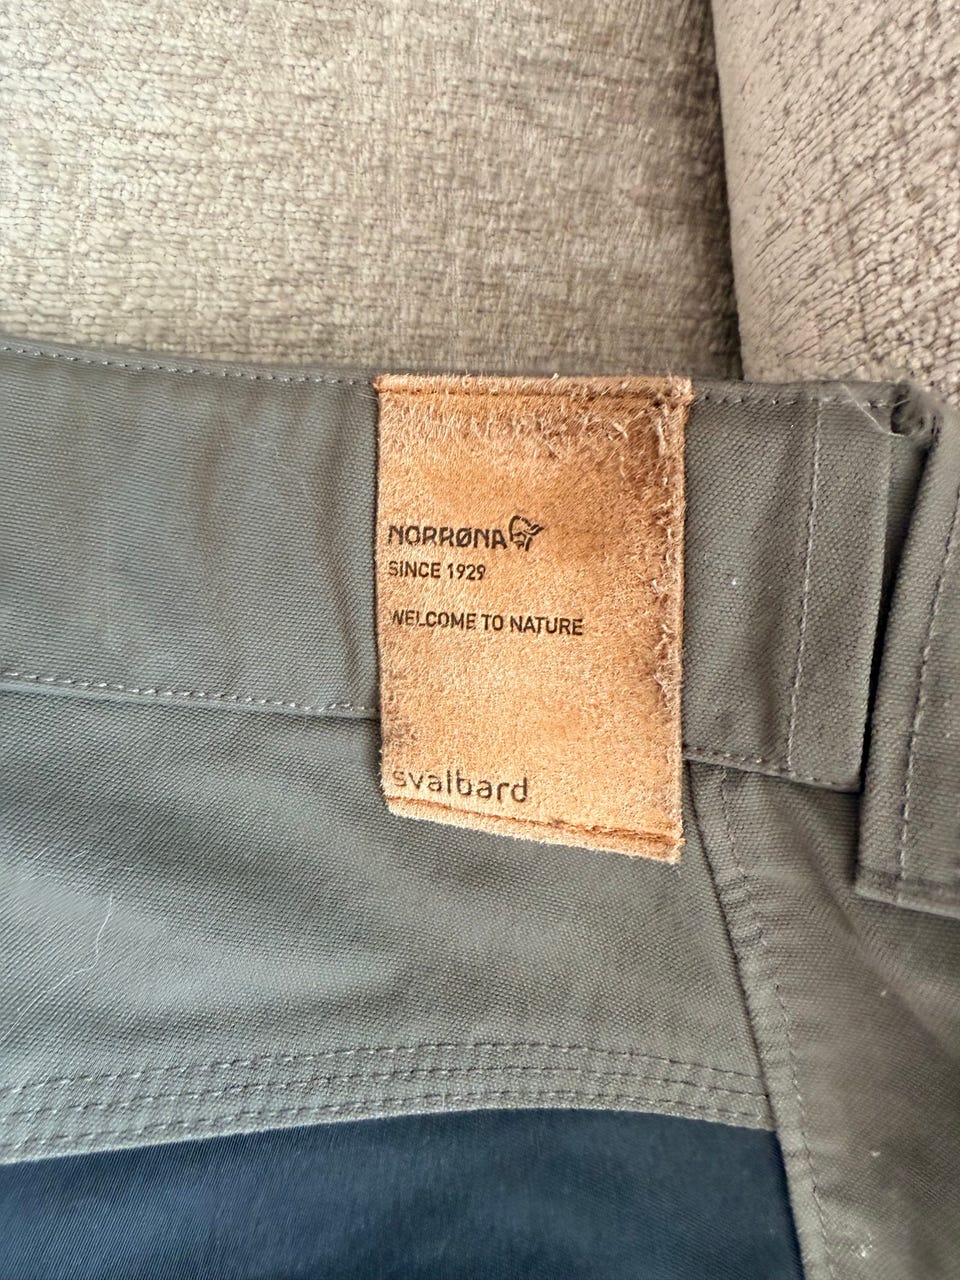 NORRØNA
SINCE 1929
WELCOME TO NATURE
svalbard